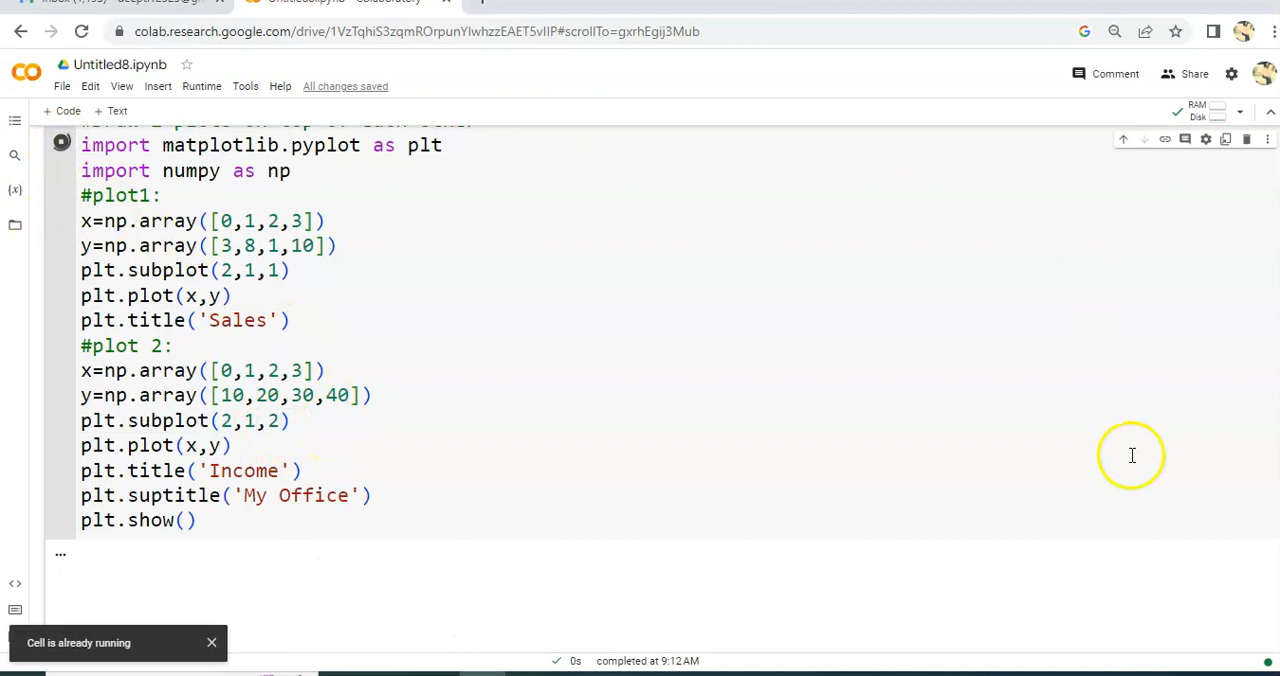 colab.research.google.com/drive/1VzTqhiS3zqmROrpunYlwhzzEAET5vIIP#scrollTo=gxrhEgij3Mub
Untitled8.ipynb
Comment
Share
File Edit View Insert Runtime Tools Help All changes saved
+ Code + Text
RAM
Disk
import matplotlib.pyplot as plt
import numpy as np
#plot1:
x=np.array([0,1,2,3])
y=np.array([3,8,1,10])
plt.subplot(2,1,1)
plt.plot(x,y)
plt.title('Sales')
#plot 2:
x=np.array([0,1,2,3])
y=np.array([10,20,30,40])
plt.subplot(2,1,2)
plt.plot(x,y)
plt.title('Income')
plt.suptitle('My Office')
plt.show()
...
Cell is already running
0s completed at 9:12 AM